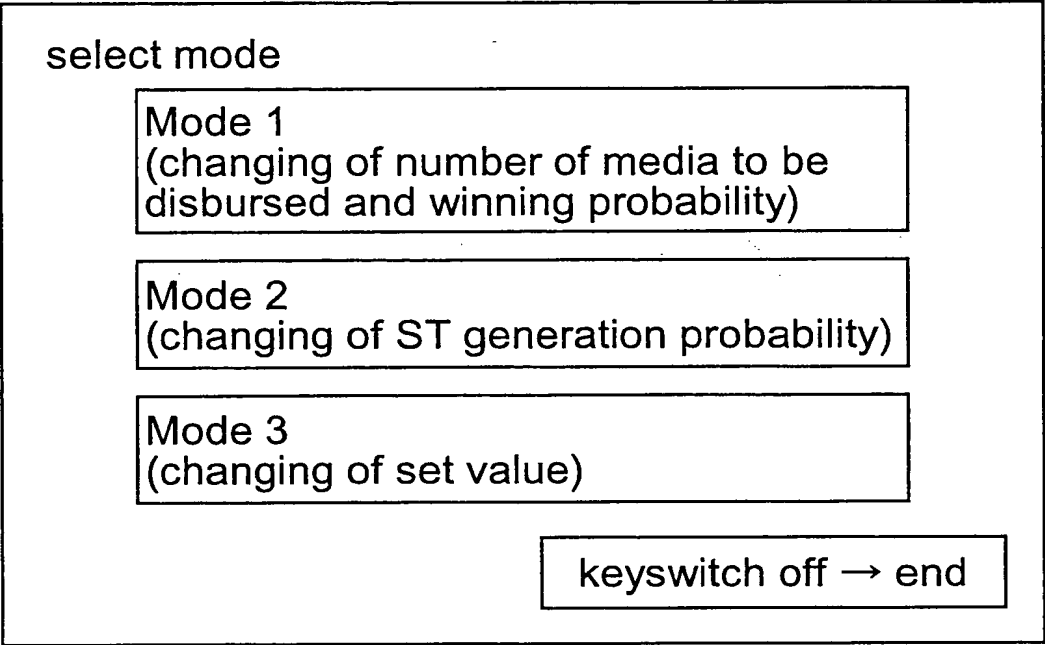 select mode
Mode 1
(changing of number of media to be
disbursed and winning probability)
Mode 2
(changing of ST generation probability)
Mode 3
(changing of set value)
keyswitch off → end